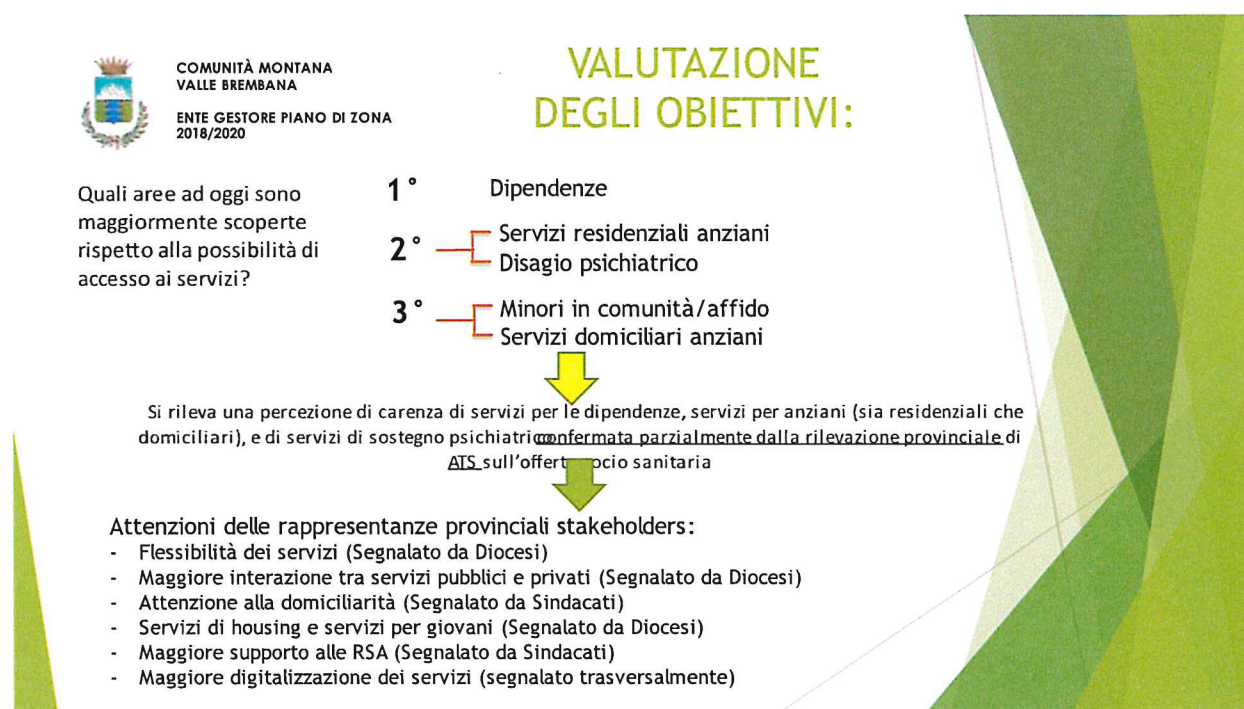 COMUNITÀ MONTANA
VALLE BREMBANA
ENTE GESTORE PIANO DI ZONA
2018/2020
VALUTAZIONE
DEGLI OBIETTIVI:
Quali aree ad oggi sono
maggiormente scoperte
rispetto alla possibilità di
accesso ai servizi?
1° Dipendenze
2° Servizi residenziali anziani
Disagio psichiatrico
3° Minori in comunità/affido
Servizi domiciliari anziani
Si rileva una percezione di carenza di servizi per le dipendenze, servizi per anziani (sia residenziali che
domiciliari), e di servizi di sostegno psichiatrico confermata parzialmente dalla rilevazione provinciale di
ATS sull'offerta socio sanitaria
Attenzioni delle rappresentanze provinciali stakeholders:
- Flessibilità dei servizi (Segnalato da Diocesi)
- Maggiore interazione tra servizi pubblici e privati (Segnalato da Diocesi)
- Attenzione alla domiciliarità (Segnalato da Sindacati)
- Servizi di housing e servizi per giovani (Segnalato da Diocesi)
- Maggiore supporto alle RSA (Segnalato da Sindacati)
- Maggiore digitalizzazione dei servizi (segnalato trasversalmente)